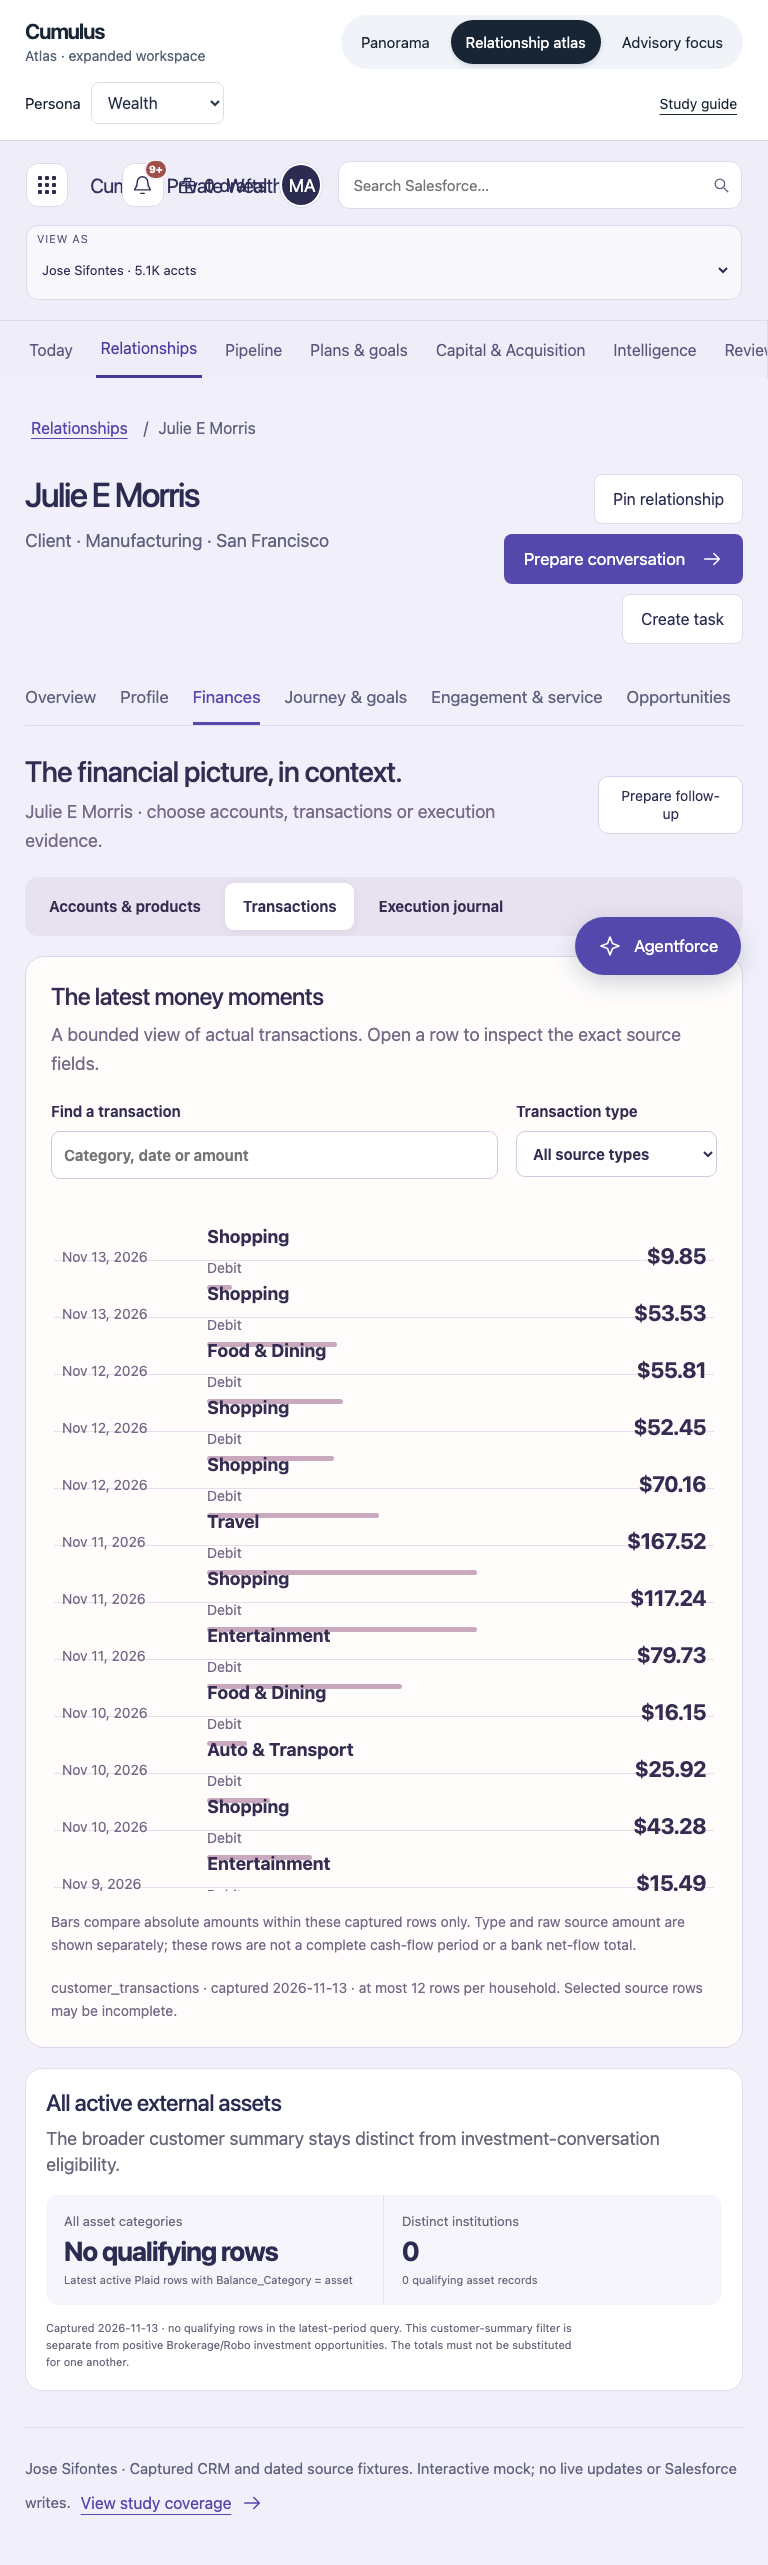 Cumulus
Atlas · expanded workspace
Panorama
Relationship atlas
Advisory focus
Persona
Wealth
Study guide
9+
Private Wealth
MA
Search Salesforce...
VIEW AS
Jose Sifontes · 5.1K accts
Today
Relationships
Pipeline
Plans & goals
Capital & Acquisition
Intelligence
Relationships / Julie E Morris
Julie E Morris
Client · Manufacturing · San Francisco
Pin relationship
Prepare conversation
Create task
Overview
Profile
Finances
Journey & goals
Engagement & service
Opportunities
The financial picture, in context.
Julie E Morris · choose accounts, transactions or execution
evidence.
Prepare follow-
up
Accounts & products
Transactions
Execution journal
Agentforce
The latest money moments
A bounded view of actual transactions. Open a row to inspect the exact source
fields.
Find a transaction
Transaction type
Category, date or amount
All source types
Nov 13, 2026 Shopping $9.85
Debit
Nov 13, 2026 Shopping $53.53
Debit
Nov 12, 2026 Food & Dining $55.81
Debit
Nov 12, 2026 Shopping $52.45
Debit
Nov 12, 2026 Shopping $70.16
Debit
Nov 11, 2026 Travel $167.52
Debit
Nov 11, 2026 Shopping $117.24
Debit
Nov 11, 2026 Entertainment $79.73
Debit
Nov 10, 2026 Food & Dining $16.15
Debit
Nov 10, 2026 Auto & Transport $25.92
Debit
Nov 10, 2026 Shopping $43.28
Debit
Nov 9, 2026 Entertainment $15.49
Bars compare absolute amounts within these captured rows only. Type and raw source amount are
shown separately; these rows are not a complete cash-flow period or a bank net-flow total.
customer_transactions · captured 2026-11-13 · at most 12 rows per household. Selected source rows
may be incomplete.
All active external assets
The broader customer summary stays distinct from investment-conversation
eligibility.
All asset categories
No qualifying rows
Latest active Plaid rows with Balance_Category = asset
Distinct institutions
0
0 qualifying asset records
Captured 2026-11-13 · no qualifying rows in the latest-period query. This customer-summary filter is
separate from positive Brokerage/Robo investment opportunities. The totals must not be substituted
for one another.
Jose Sifontes · Captured CRM and dated source fixtures. Interactive mock; no live updates or Salesforce
writes. View study coverage